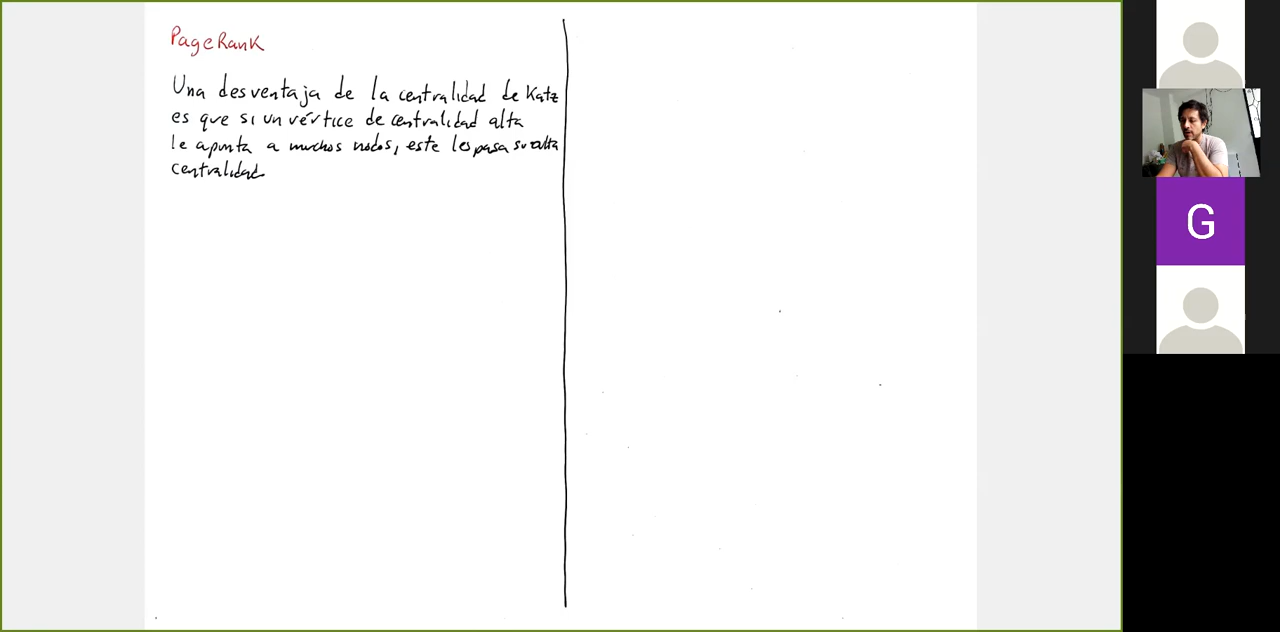 PageRank
Una desventaja de la centralidad de Katz
es que si un vértice de centralidad alta
le apunta a muchos nodos, este les pasa su alta
centralidad
G